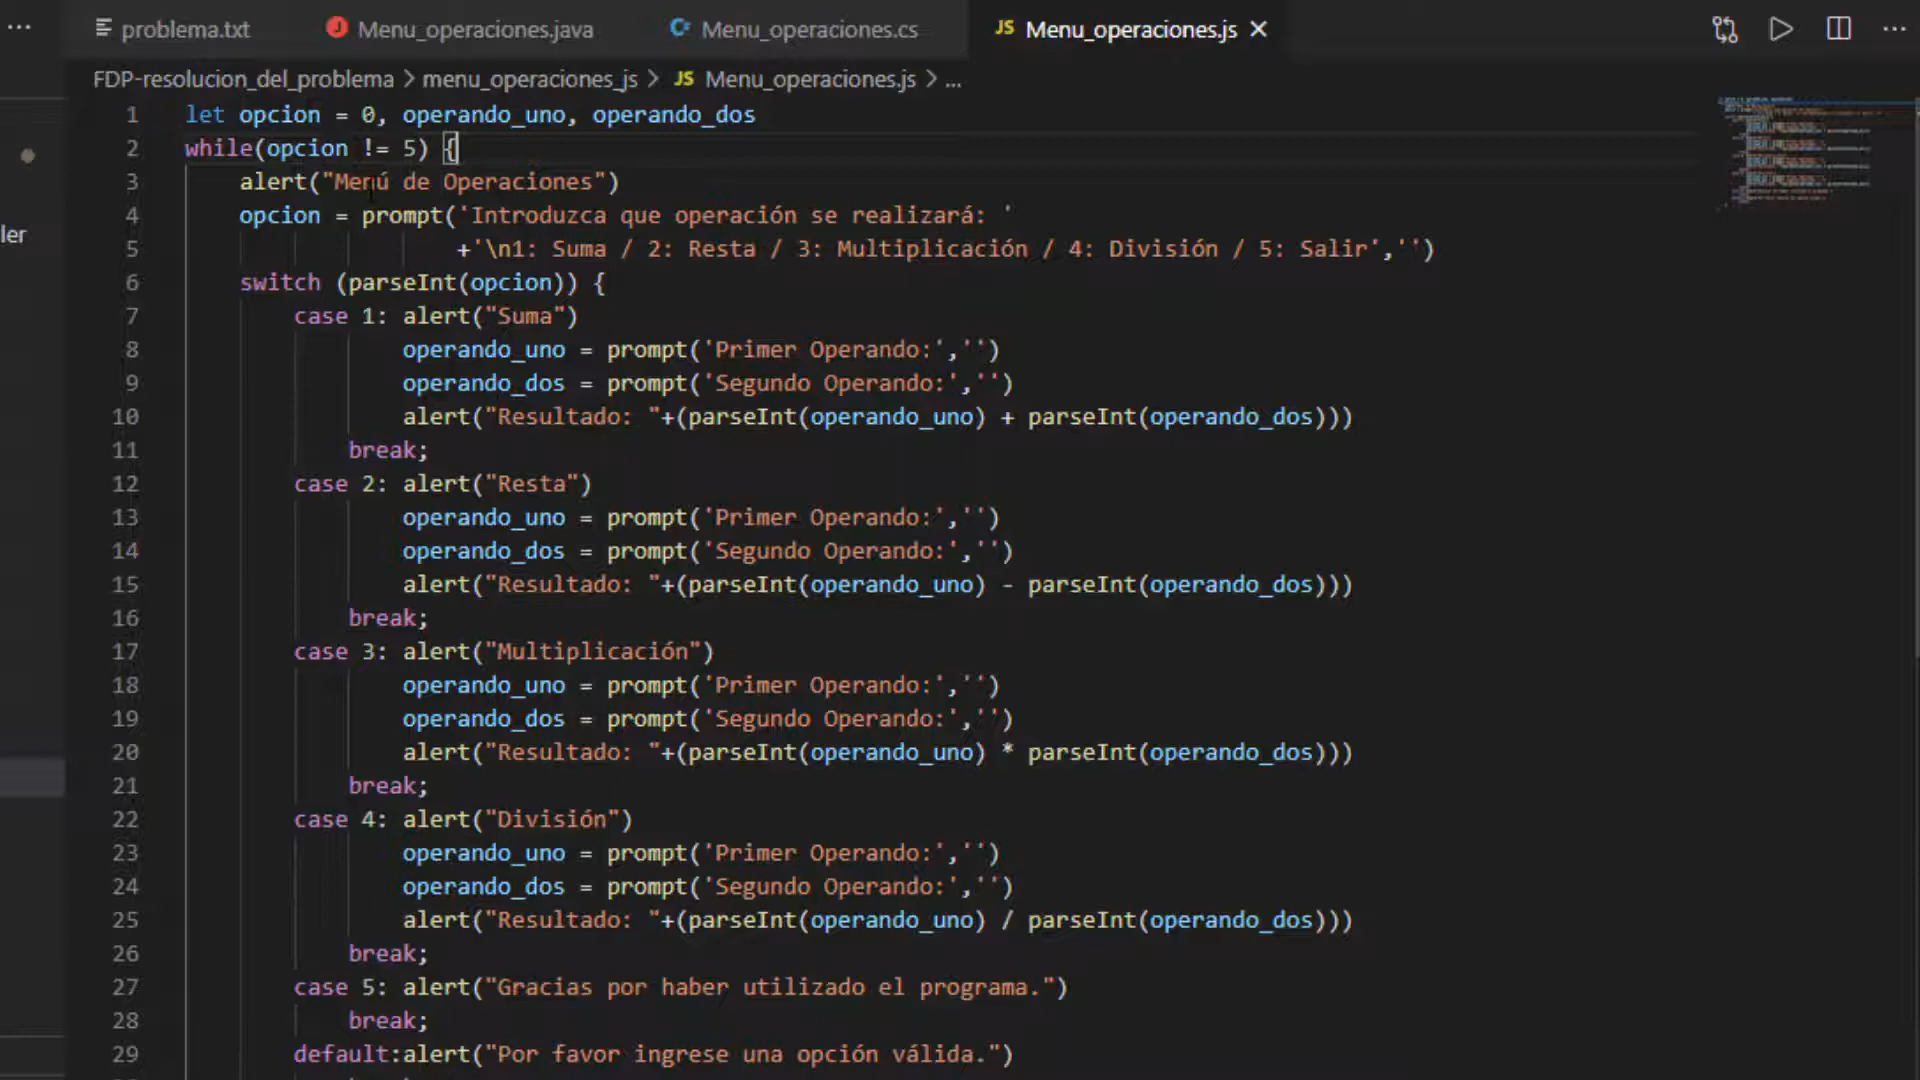 problema.txt Menu_operaciones.java Menu_operaciones.cs JS Menu_operaciones.js
FDP-resolucion_del_problema > menu_operaciones_js > JS Menu_operaciones.js > ...
ler
1 let opcion = 0, operando_uno, operando_dos
2 while(opcion != 5) {
3 alert("Menú de Operaciones")
4 opcion = prompt('Introduzca que operación se realizará: '
5 +'\n1: Suma / 2: Resta / 3: Multiplicación / 4: División / 5: Salir','')
6 switch (parseInt(opcion)) {
7 case 1: alert("Suma")
8 operando_uno = prompt('Primer Operando:','')
9 operando_dos = prompt('Segundo Operando:','')
10 alert("Resultado: "+(parseInt(operando_uno) + parseInt(operando_dos)))
11 break;
12 case 2: alert("Resta")
13 operando_uno = prompt('Primer Operando:','')
14 operando_dos = prompt('Segundo Operando:','')
15 alert("Resultado: "+(parseInt(operando_uno) - parseInt(operando_dos)))
16 break;
17 case 3: alert("Multiplicación")
18 operando_uno = prompt('Primer Operando:','')
19 operando_dos = prompt('Segundo Operando:','')
20 alert("Resultado: "+(parseInt(operando_uno) * parseInt(operando_dos)))
21 break;
22 case 4: alert("División")
23 operando_uno = prompt('Primer Operando:','')
24 operando_dos = prompt('Segundo Operando:','')
25 alert("Resultado: "+(parseInt(operando_uno) / parseInt(operando_dos)))
26 break;
27 case 5: alert("Gracias por haber utilizado el programa.")
28 break;
29 default:alert("Por favor ingrese una opción válida.")